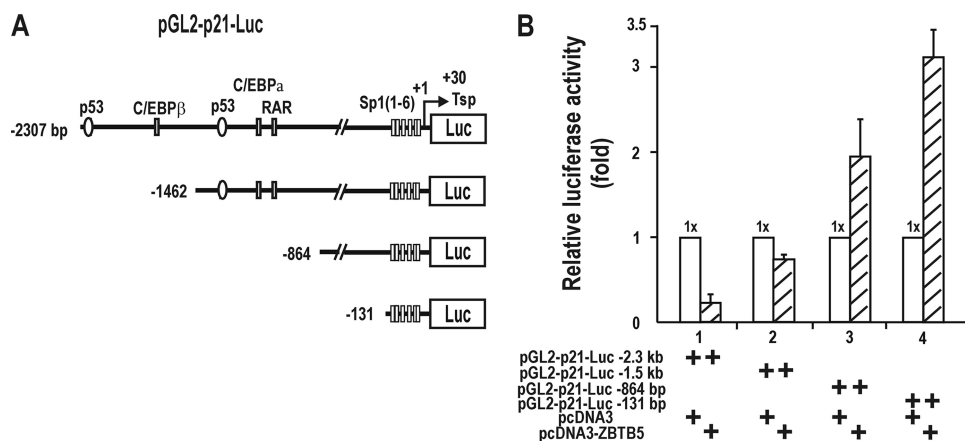 A
pGL2-p21-Luc
p53
C/EBPβ
p53
C/EBPa
RAR
Sp1(1-6)
+1
+30
Tsp
-2307 bp
Luc
-1462
Luc
-864
Luc
-131
Luc
B
Relative luciferase activity
(fold)
3.5
3
2
1
0
1x
1x
1x
1x
1 2 3 4
pGL2-p21-Luc -2.3 kb + +
pGL2-p21-Luc -1.5 kb + +
pGL2-p21-Luc -864 bp + +
pGL2-p21-Luc -131 bp + +
pcDNA3 + + + +
pcDNA3-ZBTB5 + + + +